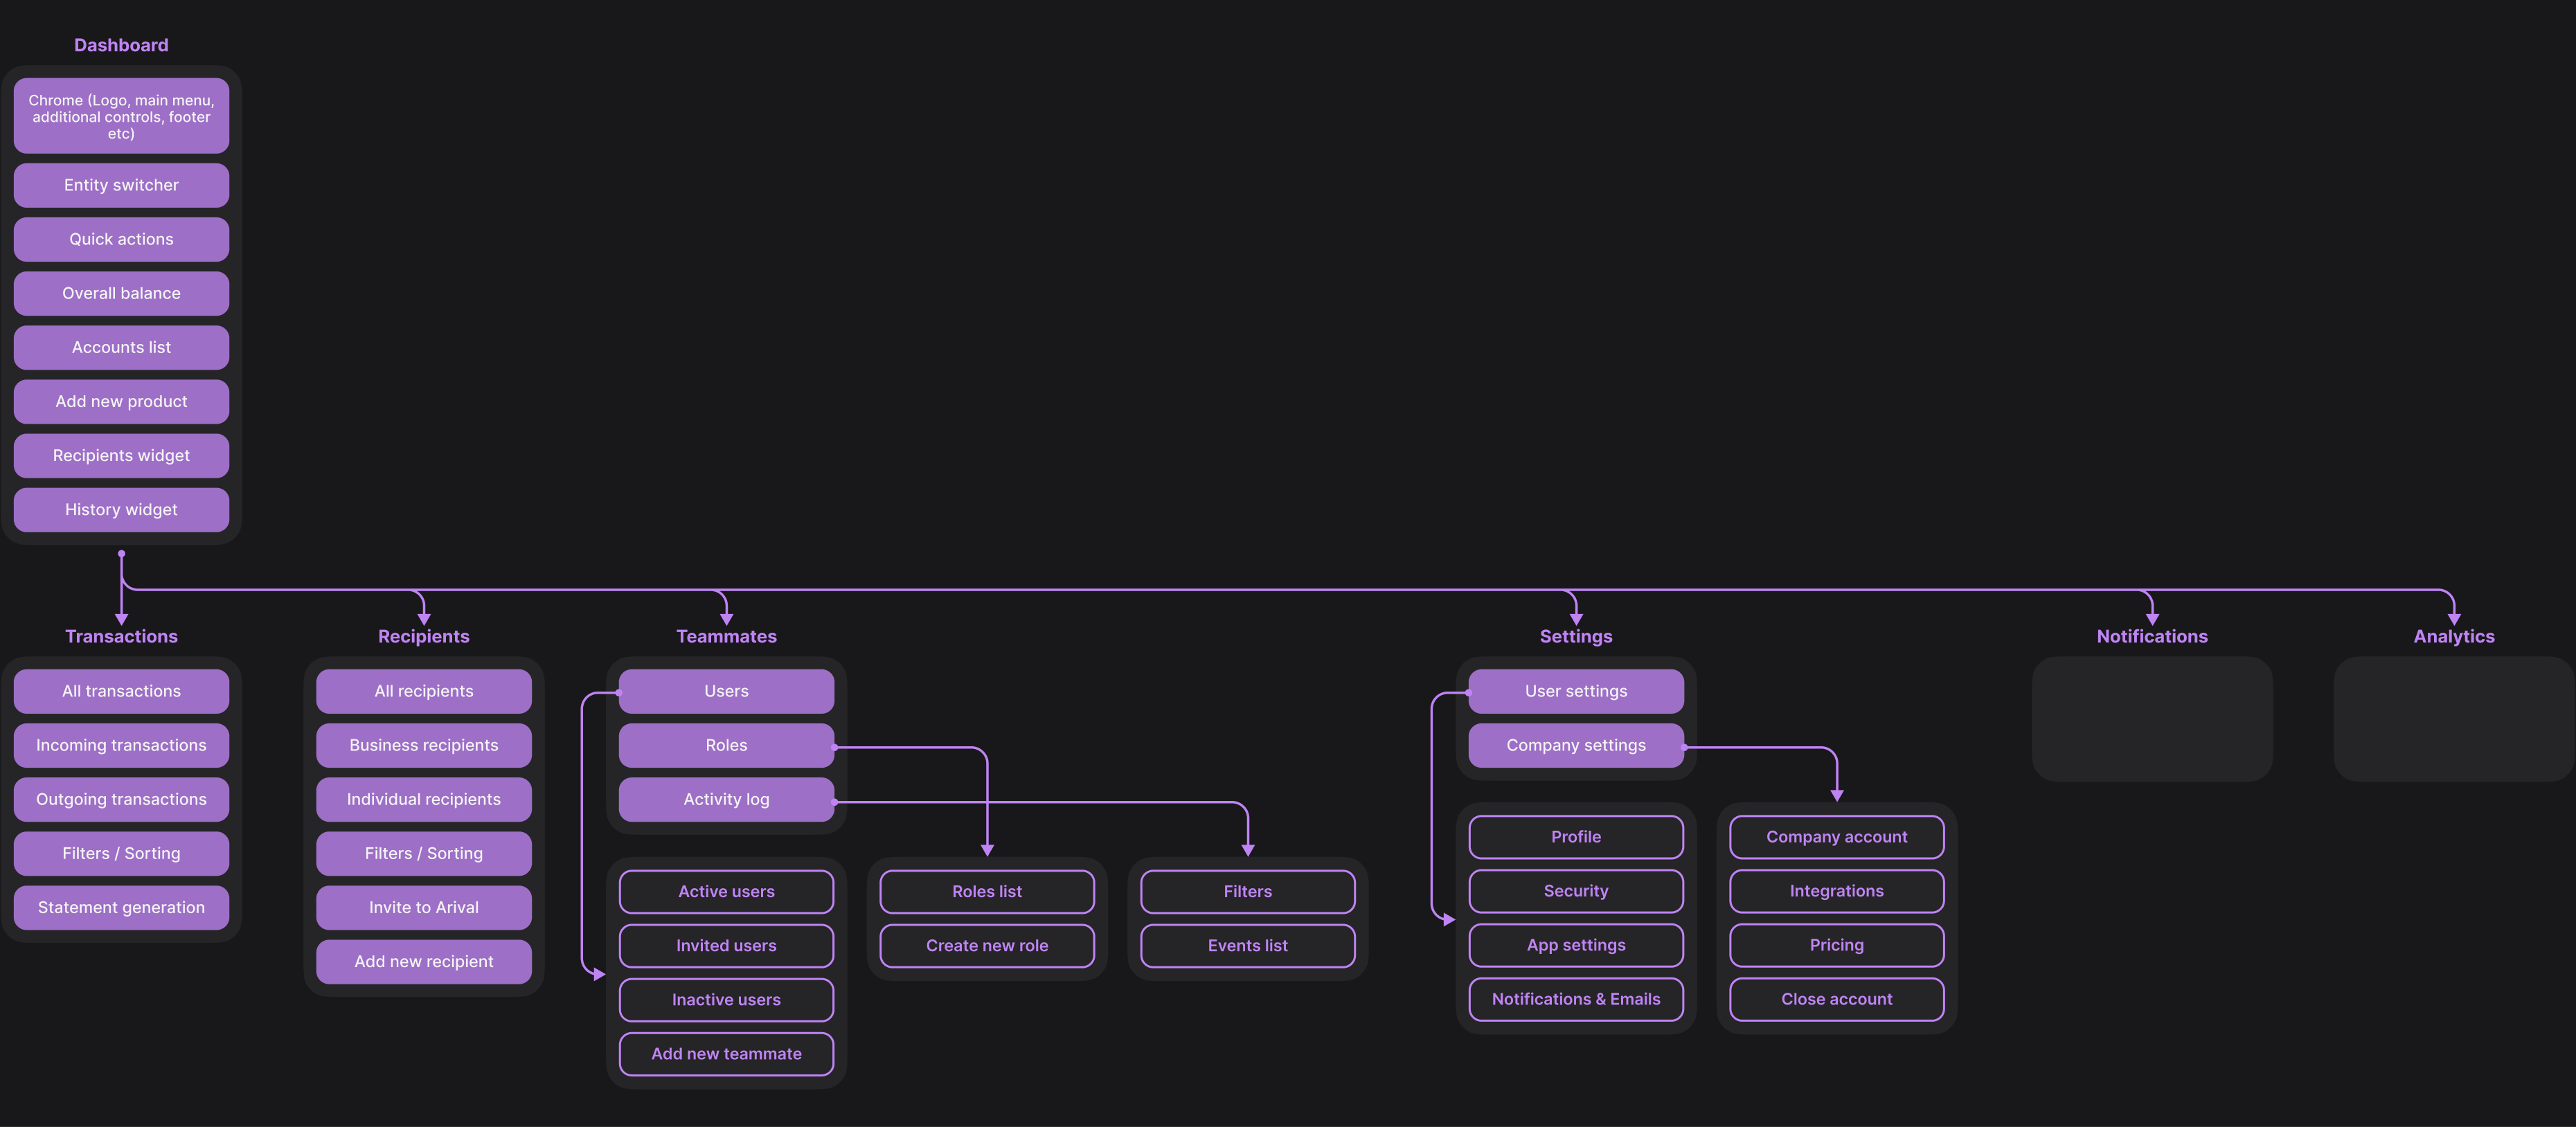 Dashboard
Chrome (Logo, main menu,
additional controls, footer
etc)
Entity switcher
Quick actions
Overall balance
Accounts list
Add new product
Recipients widget
History widget
Transactions
All transactions
Incoming transactions
Outgoing transactions
Filters / Sorting
Statement generation
Recipients
All recipients
Business recipients
Individual recipients
Filters / Sorting
Invite to Arival
Add new recipient
Teammates
Users
Roles
Activity log
Active users
Invited users
Inactive users
Add new teammate
Roles list
Create new role
Filters
Events list
Settings
User settings
Company settings
Profile
Security
App settings
Notifications & Emails
Company account
Integrations
Pricing
Close account
Notifications
Analytics